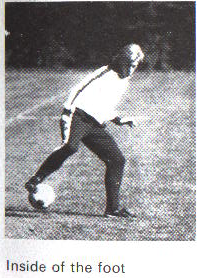 Inside of the foot